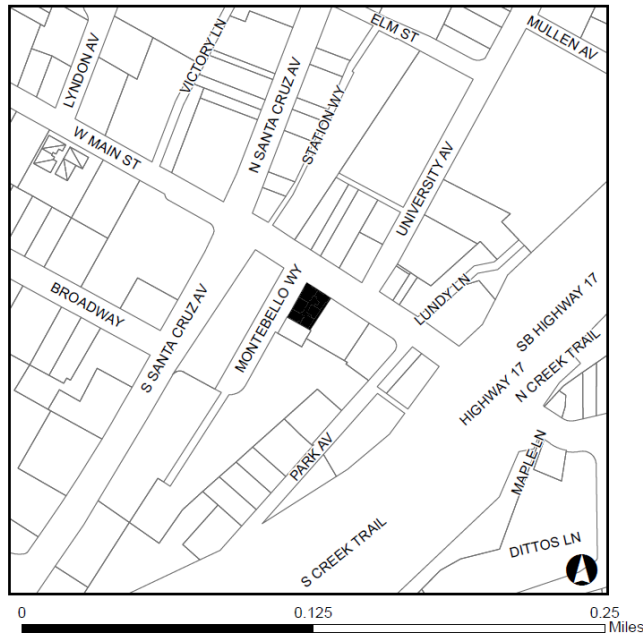 ELM ST
MULLEN AV
LYNDON AV
VICTORY LN
N SANTA CRUZ AV
STATION WY
W MAIN ST
UNIVERSITY AV
BROADWAY
S SANTA CRUZ AV
MONTEBELLO WY
LUNDY LN
SB HIGHWAY 17
HIGHWAY 17
N CREEK TRAIL
PARK AV
MAPLE LN
S CREEK TRAIL
DITTOS LN
0
0.125
0.25
Miles